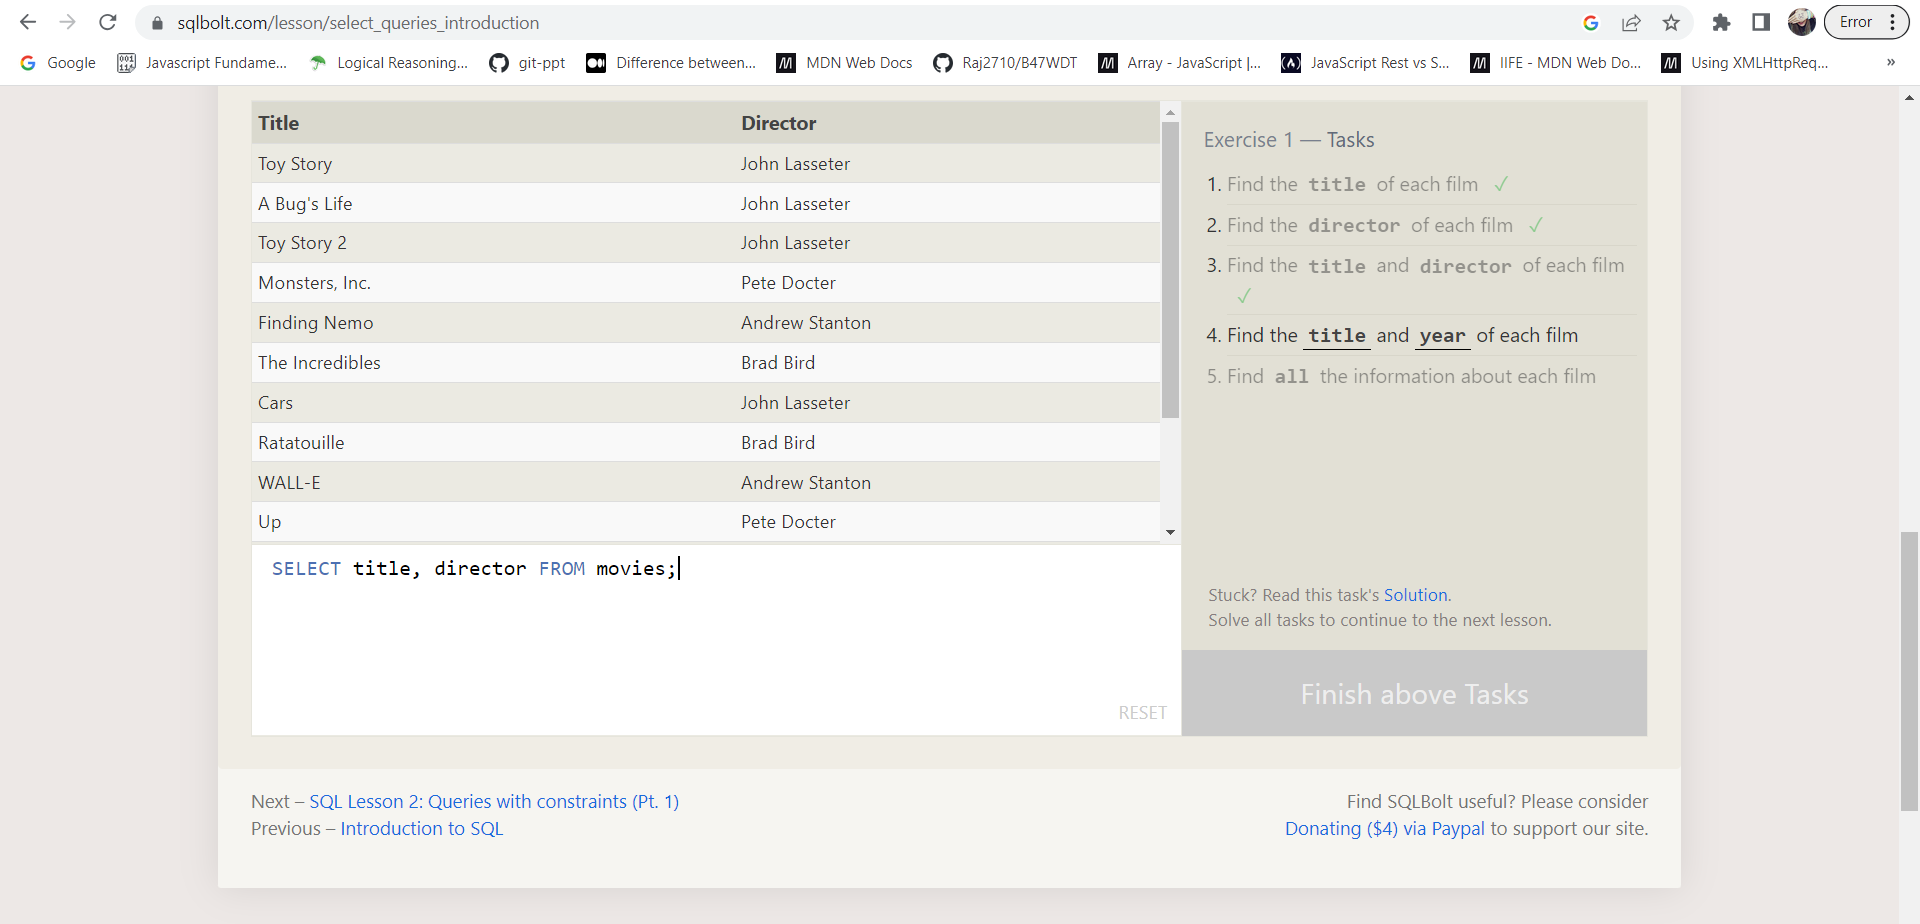 sqlbolt.com/lesson/select_queries_introduction
Error
Google
Javascript Fundame...
Logical Reasoning...
git-ppt
Difference between...
MDN Web Docs
Raj2710/B47WDT
Array - JavaScript |...
JavaScript Rest vs S...
IIFE - MDN Web Do...
Using XMLHttpReq...
»
Title Director
Toy Story John Lasseter
A Bug's Life John Lasseter
Toy Story 2 John Lasseter
Monsters, Inc. Pete Docter
Finding Nemo Andrew Stanton
The Incredibles Brad Bird
Cars John Lasseter
Ratatouille Brad Bird
WALL-E Andrew Stanton
Up Pete Docter
SELECT title, director FROM movies;
RESET
Exercise 1 — Tasks
1. Find the title of each film ✓
2. Find the director of each film ✓
3. Find the title and director of each film
✓
4. Find the title and year of each film
5. Find all the information about each film
Stuck? Read this task's Solution.
Solve all tasks to continue to the next lesson.
Finish above Tasks
Next – SQL Lesson 2: Queries with constraints (Pt. 1)
Previous – Introduction to SQL
Find SQLBolt useful? Please consider
Donating ($4) via Paypal to support our site.